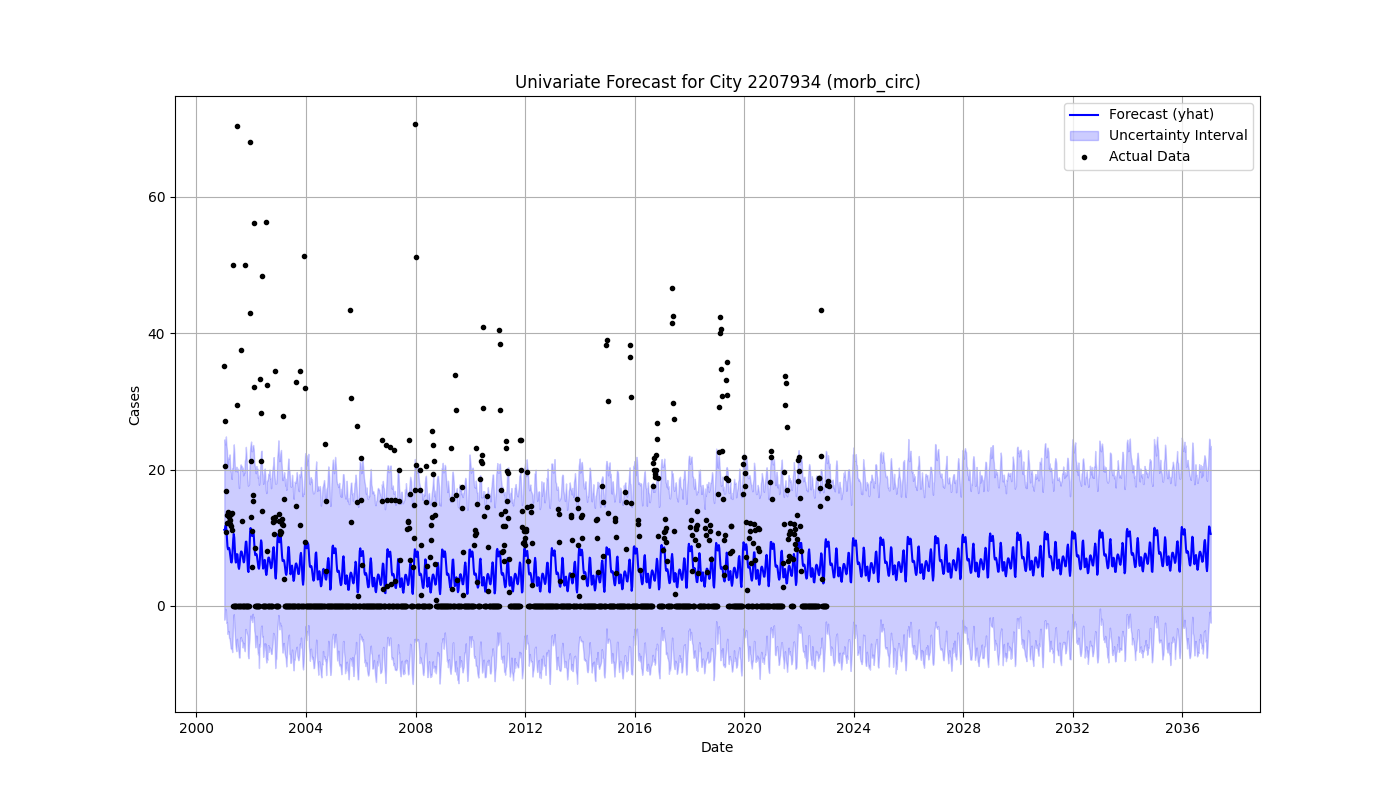 Univariate Forecast for City 2207934 (morb_circ)
Forecast (yhat)
Uncertainty Interval
Actual Data
Cases
60
40
20
0
2000 2004 2008 2012 2016 2020 2024 2028 2032 2036
Date